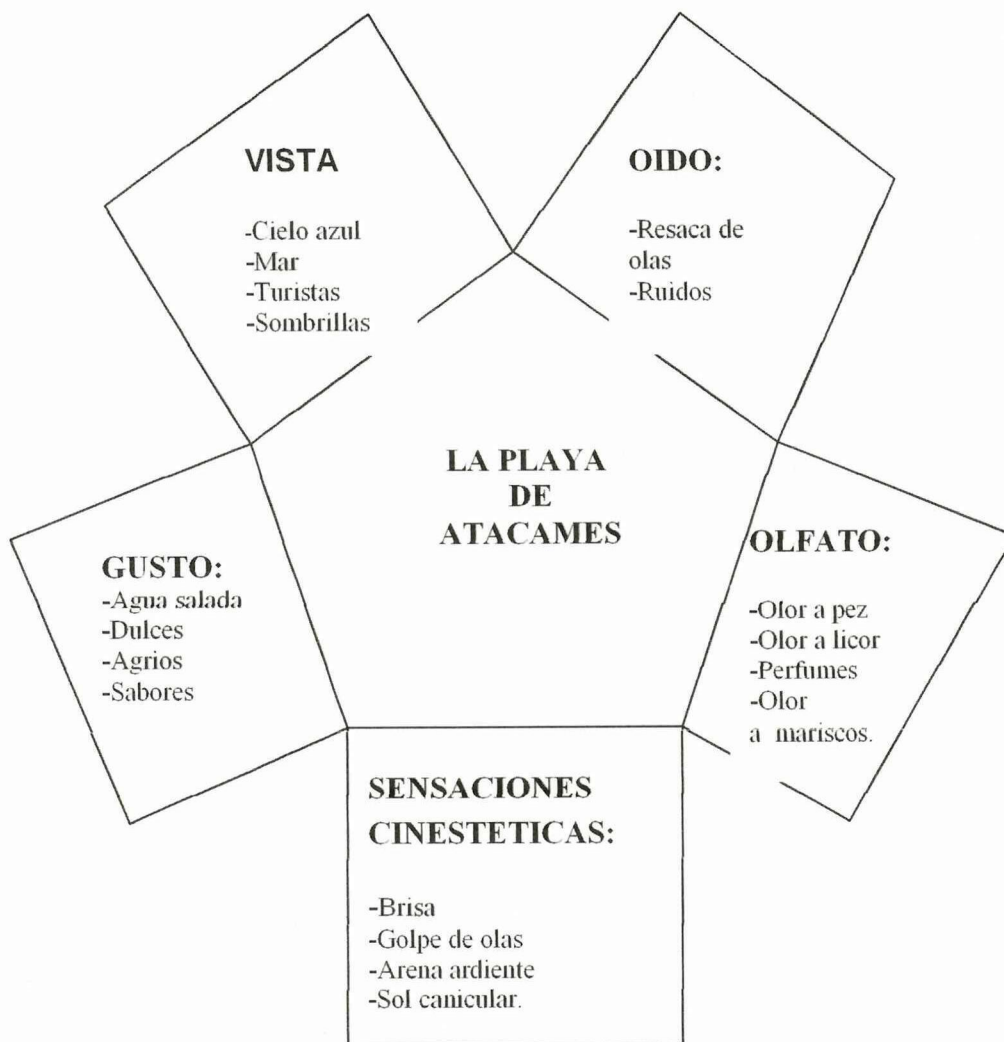 VISTA
-Cielo azul
-Mar
-Turistas
-Sombrillas
OIDO:
-Resaca de
olas
-Ruidos
LA PLAYA
DE
ATACAMES
GUSTO:
-Agua salada
-Dulces
-Agrios
-Sabores
OLFATO:
-Olor a pez
-Olor a licor
-Perfumes
-Olor
a mariscos.
SENSACIONES
CINESTETICAS:
-Brisa
-Golpe de olas
-Arena ardiente
-Sol canicular.